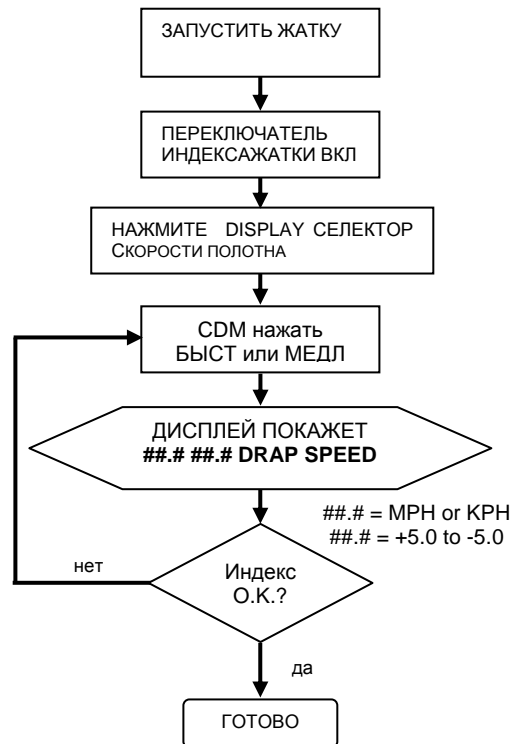 ЗАПУСТИТЬ ЖАТКУ
ПЕРЕКЛЮЧАТЕЛЬ
ИНДЕКСАЖАТКИ ВКЛ
НАЖМИТЕ DISPLAY СЕЛЕКТОР
СКОРОСТИ ПОЛОТНА
CDM нажать
БЫСТ или МЕДЛ
ДИСПЛЕЙ ПОКАЖЕТ
##.# ##.# DRAP SPEED
##.# = MPH or KPH
##.# = +5.0 to -5.0
нет
Индекс
O.K.?
да
ГОТОВО